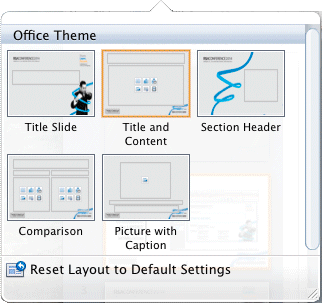 Office Theme
Title Slide
Title and
Content
Section Header
Comparison
Picture with
Caption
Reset Layout to Default Settings